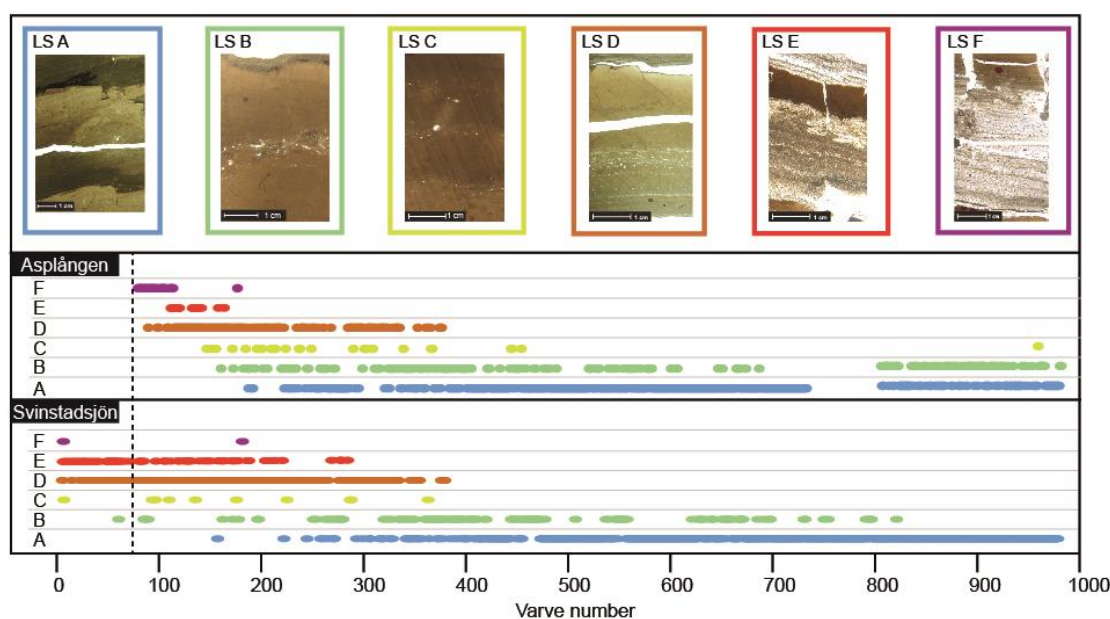 LS A LS B LS C LS D LS E LS F
1 cm 1 cm 1 cm 1 cm 1 cm 1 cm
Asplången
F
E
D
C
B
A
Svinstadsjön
F
E
D
C
B
A
0 100 200 300 400 500 600 700 800 900 1000
Varve number